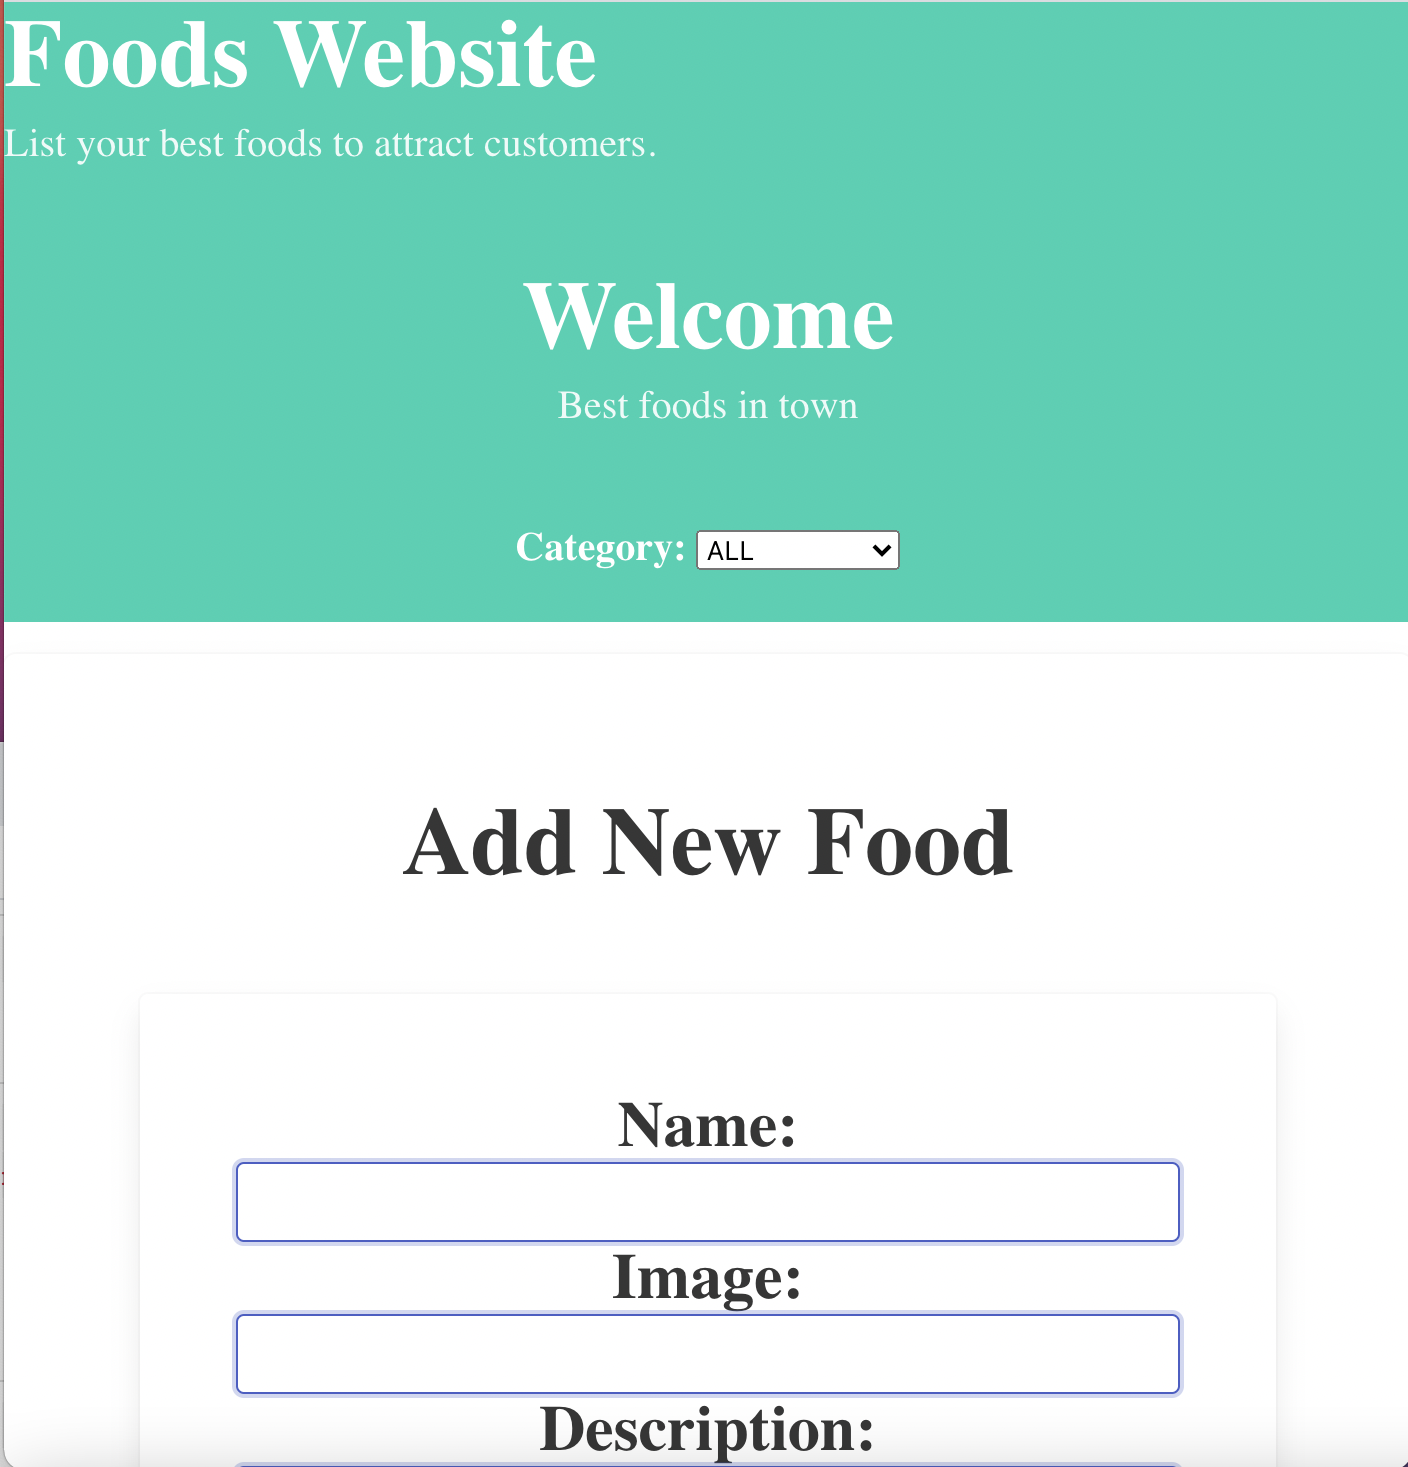 Foods Website
List your best foods to attract customers.
Welcome
Best foods in town
Category: ALL
Add New Food
Name:
Image:
Description: